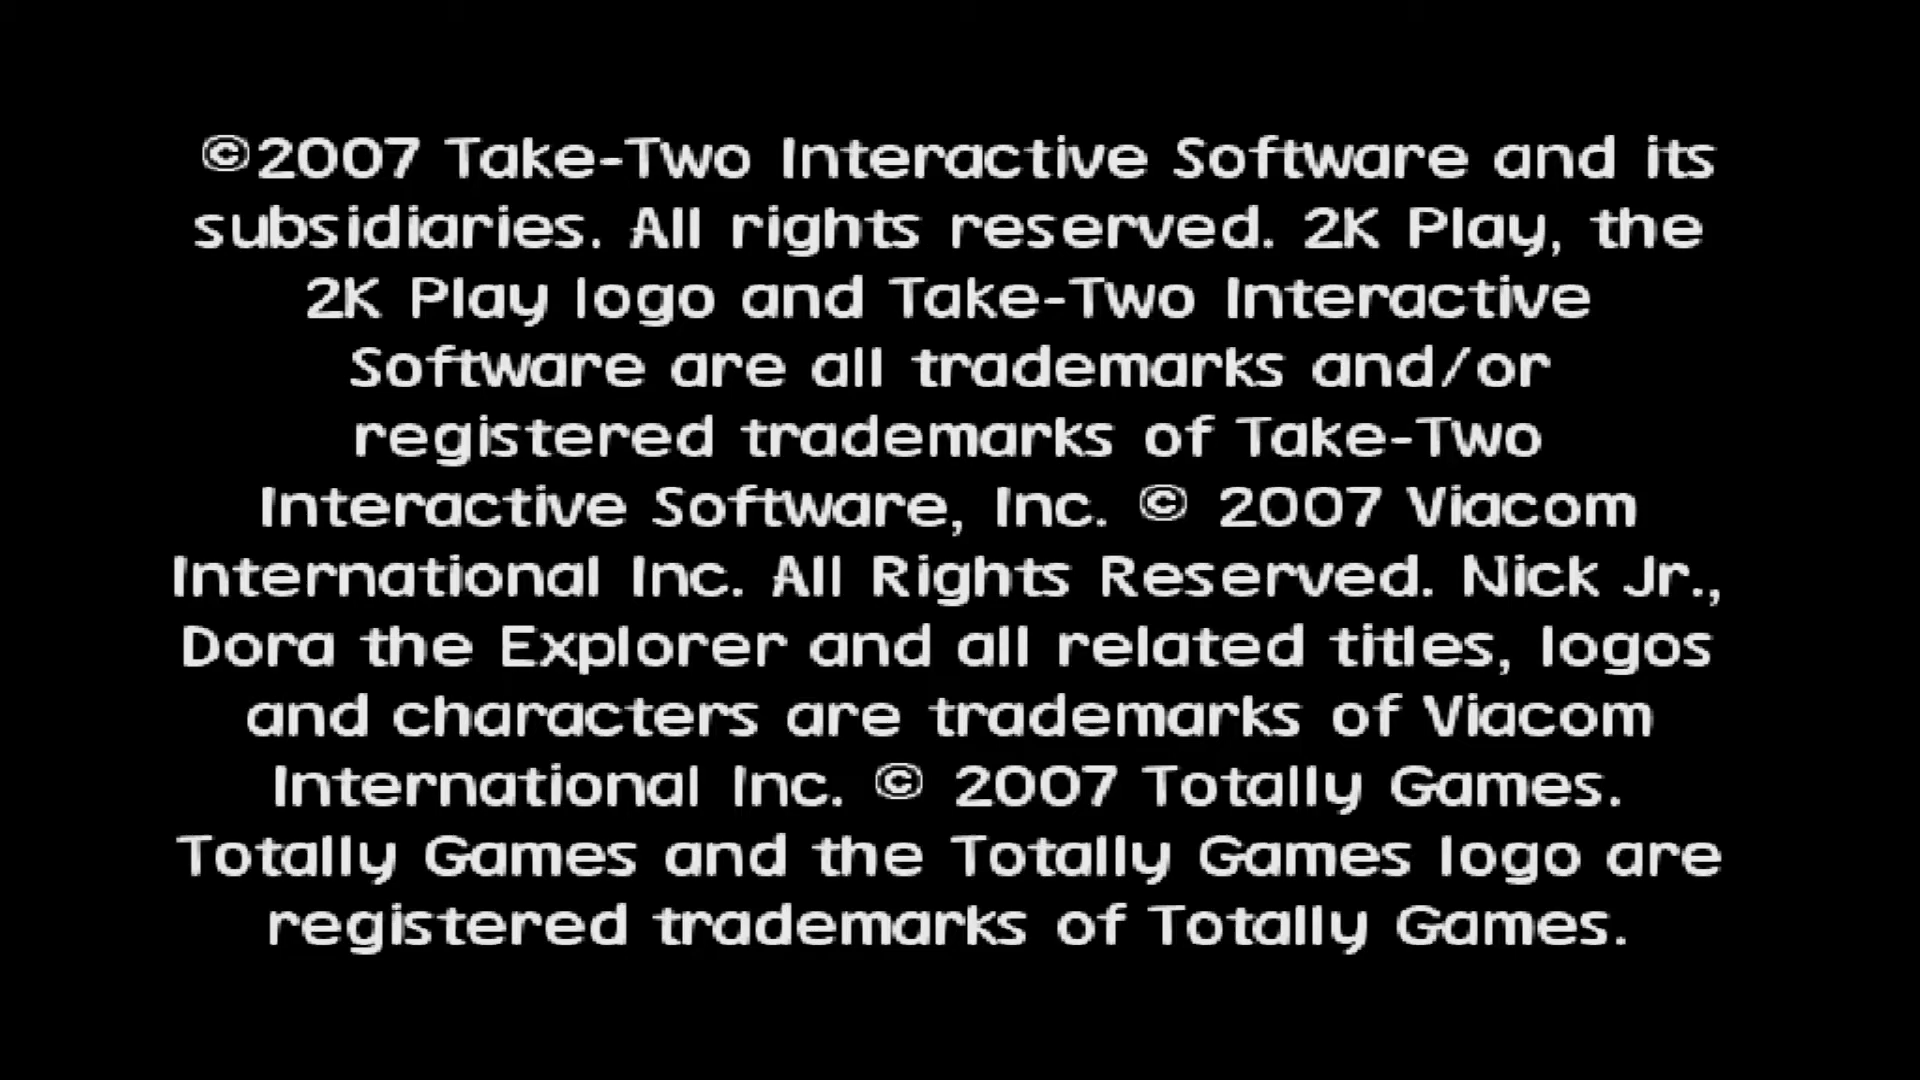 ©2007 Take-Two Interactive Software and its
subsidiaries. All rights reserved. 2K Play, the
2K Play logo and Take-Two Interactive
Software are all trademarks and/or
registered trademarks of Take-Two
Interactive Software, Inc. © 2007 Viacom
International Inc. All Rights Reserved. Nick Jr.,
Dora the Explorer and all related titles, logos
and characters are trademarks of Viacom
International Inc. © 2007 Totally Games.
Totally Games and the Totally Games logo are
registered trademarks of Totally Games.